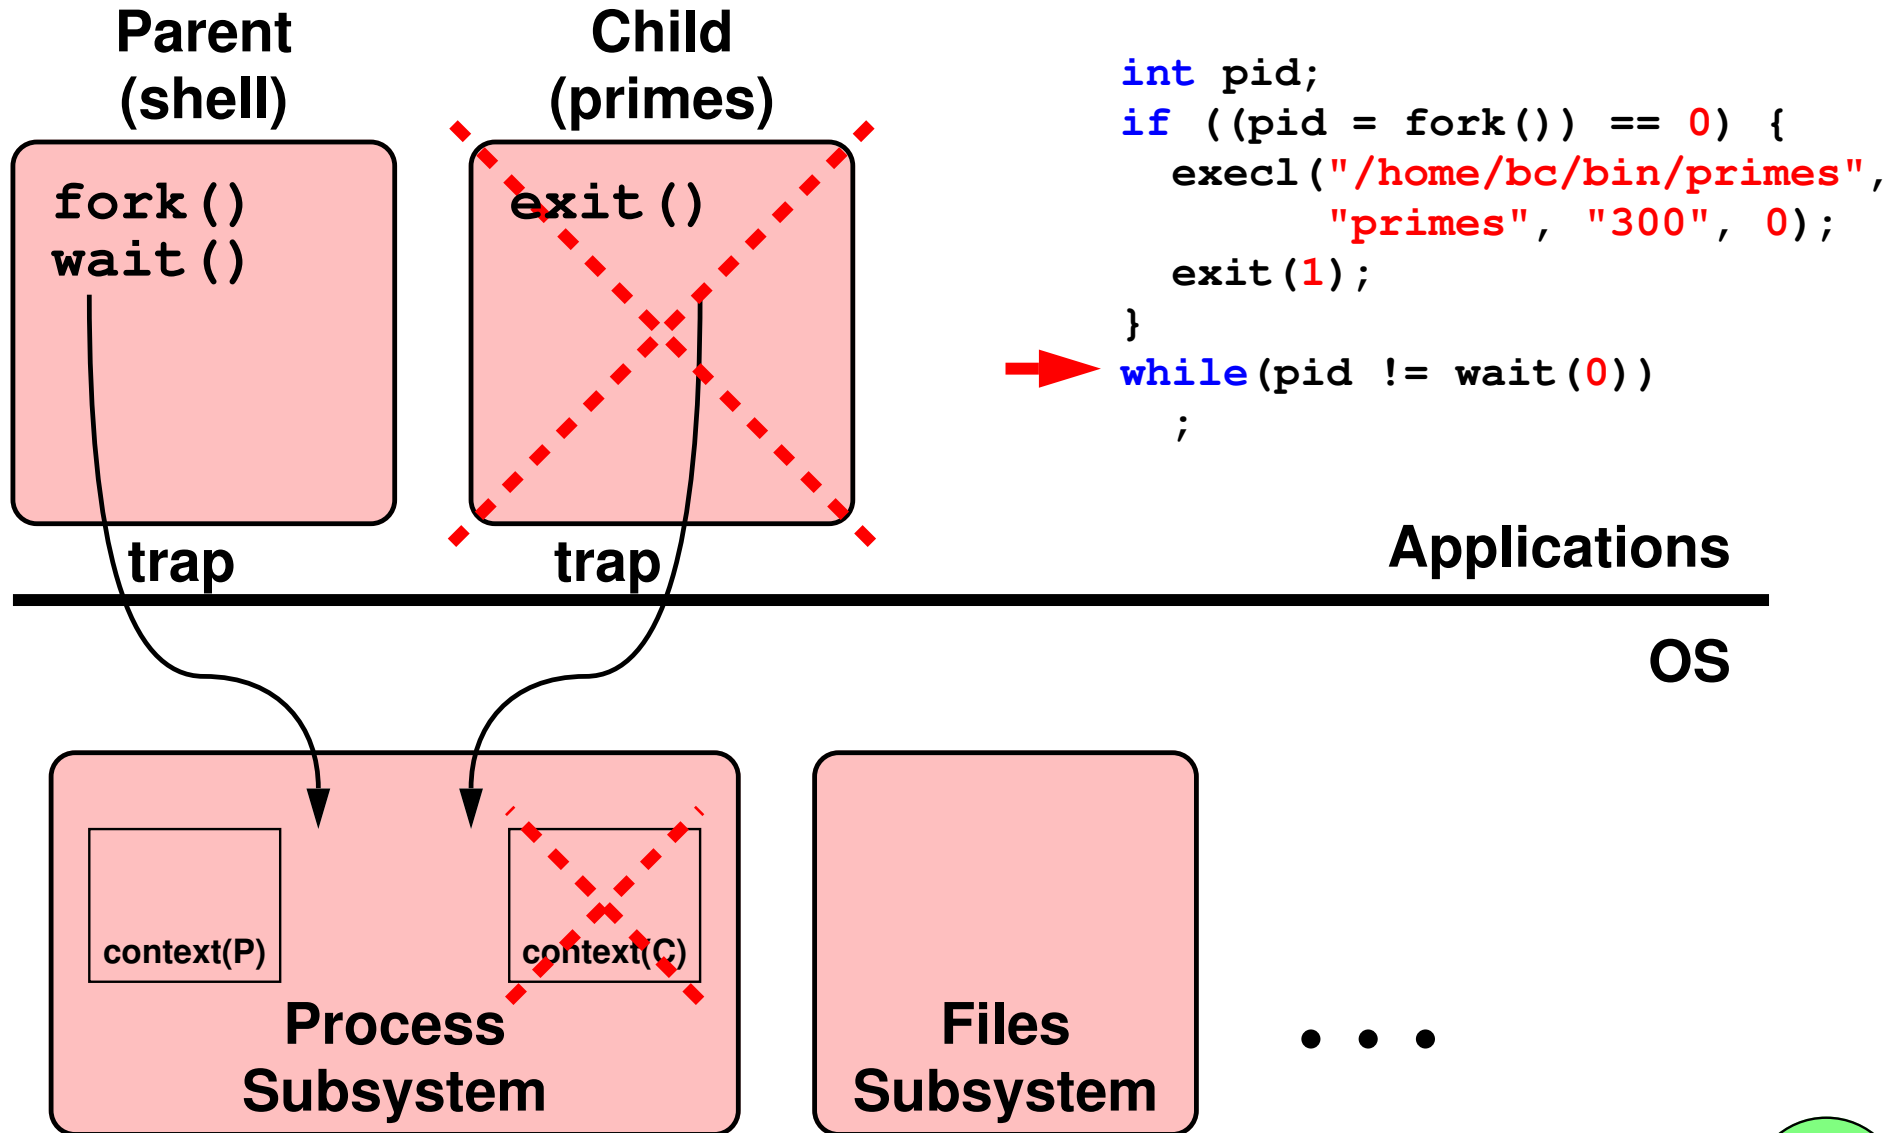 Parent
(shell)
Child
(primes)
fork()
wait()
exit()
int pid;
if ((pid = fork()) == 0) {
  execl("/home/bc/bin/primes",
        "primes", "300", 0);
  exit(1);
}
while(pid != wait(0))
  ;
trap
trap
Applications
OS
context(P)
context(C)
Process
Subsystem
Files
Subsystem
. . .